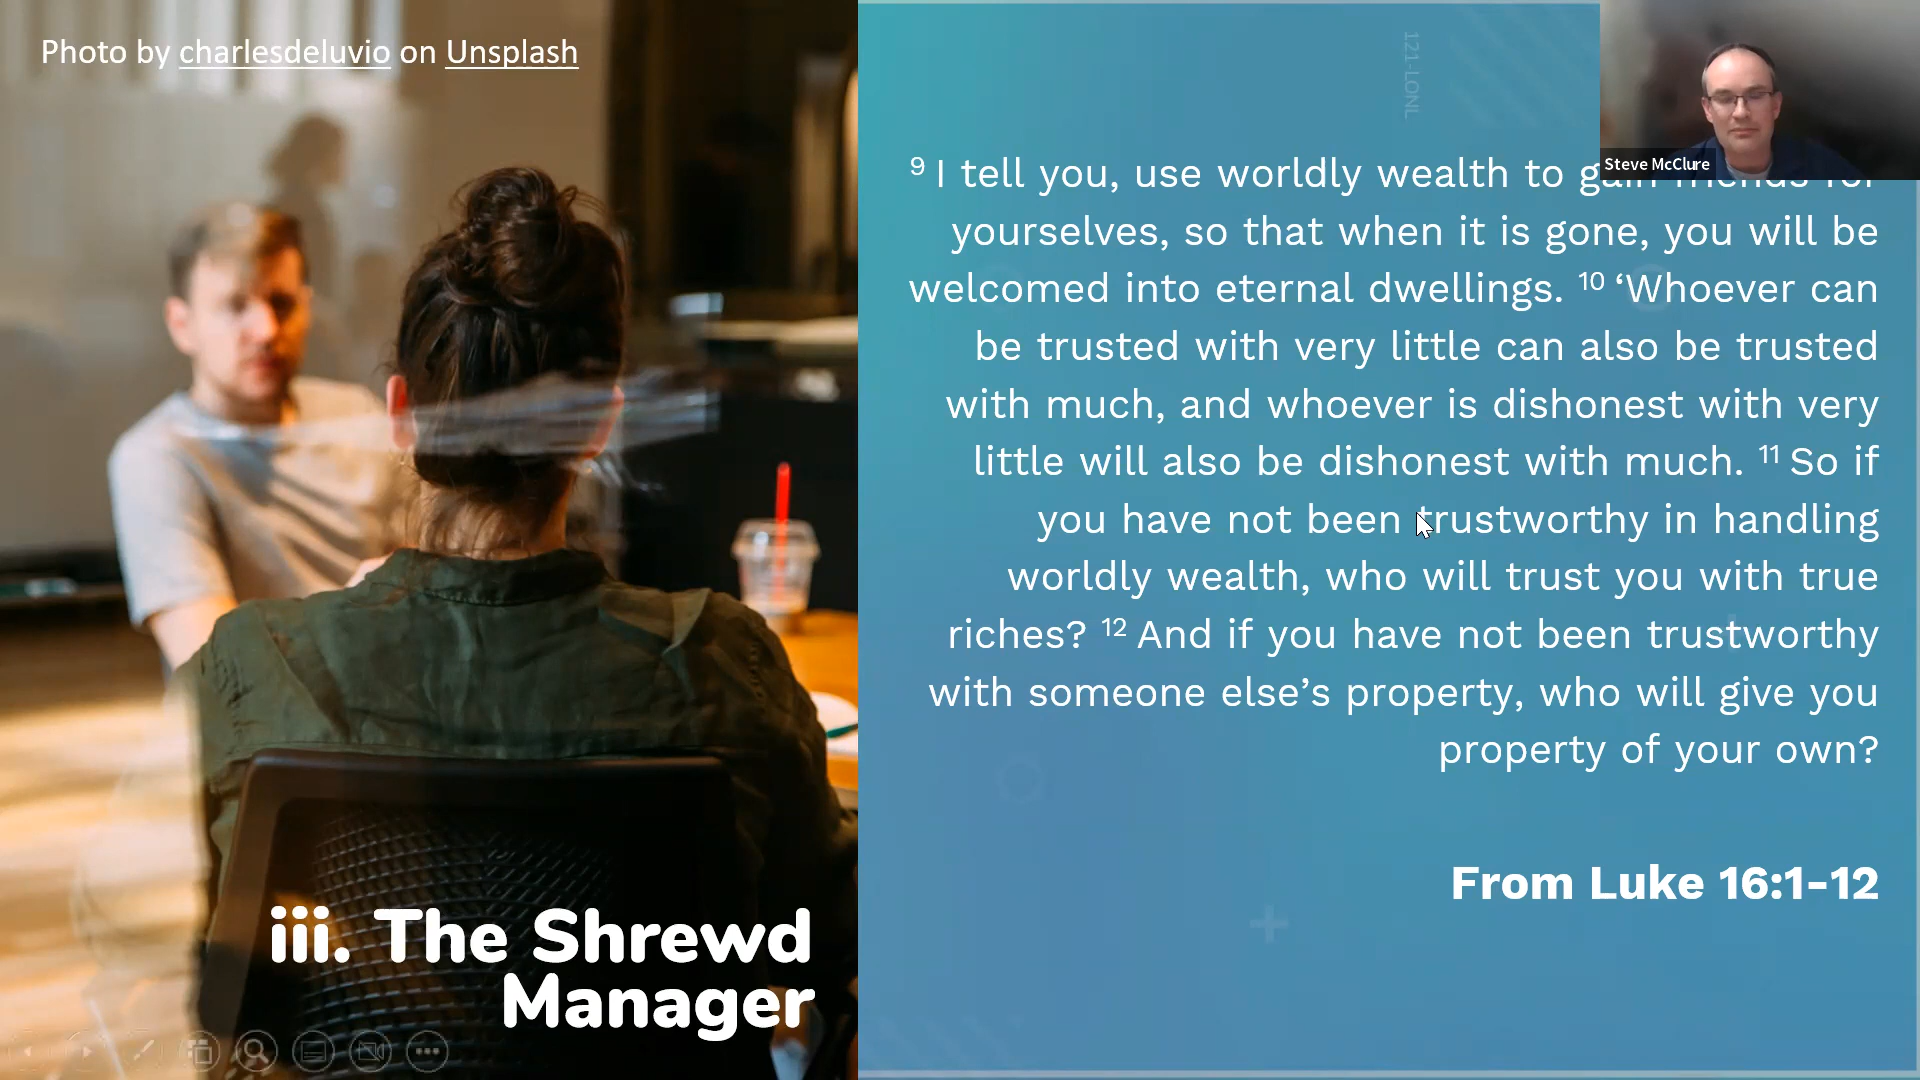 Photo by charlesdeluvio on Unsplash
121-LONL
Steve McClure
9 I tell you, use worldly wealth to gain friends for
yourselves, so that when it is gone, you will be
welcomed into eternal dwellings. 10 ‘Whoever can
be trusted with very little can also be trusted
with much, and whoever is dishonest with very
little will also be dishonest with much. 11 So if
you have not been trustworthy in handling
worldly wealth, who will trust you with true
riches? 12 And if you have not been trustworthy
with someone else’s property, who will give you
property of your own?
From Luke 16:1-12
iii. The Shrewd
Manager